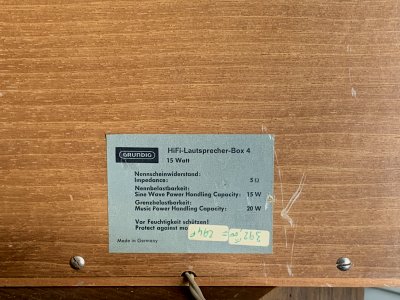 GRUNDIG
HiFi-Lautsprecher-Box 4
15 Watt
Nennscheinwiderstand:
Impedance: 5 Ω
Nennbelastbarkeit:
Sine Wave Power Handling Capacity: 15 W
Grenzbelastbarkeit:
Music Power Handling Capacity: 20 W
Vor Feuchtigkeit schützen!
Protect against
Made in Germany